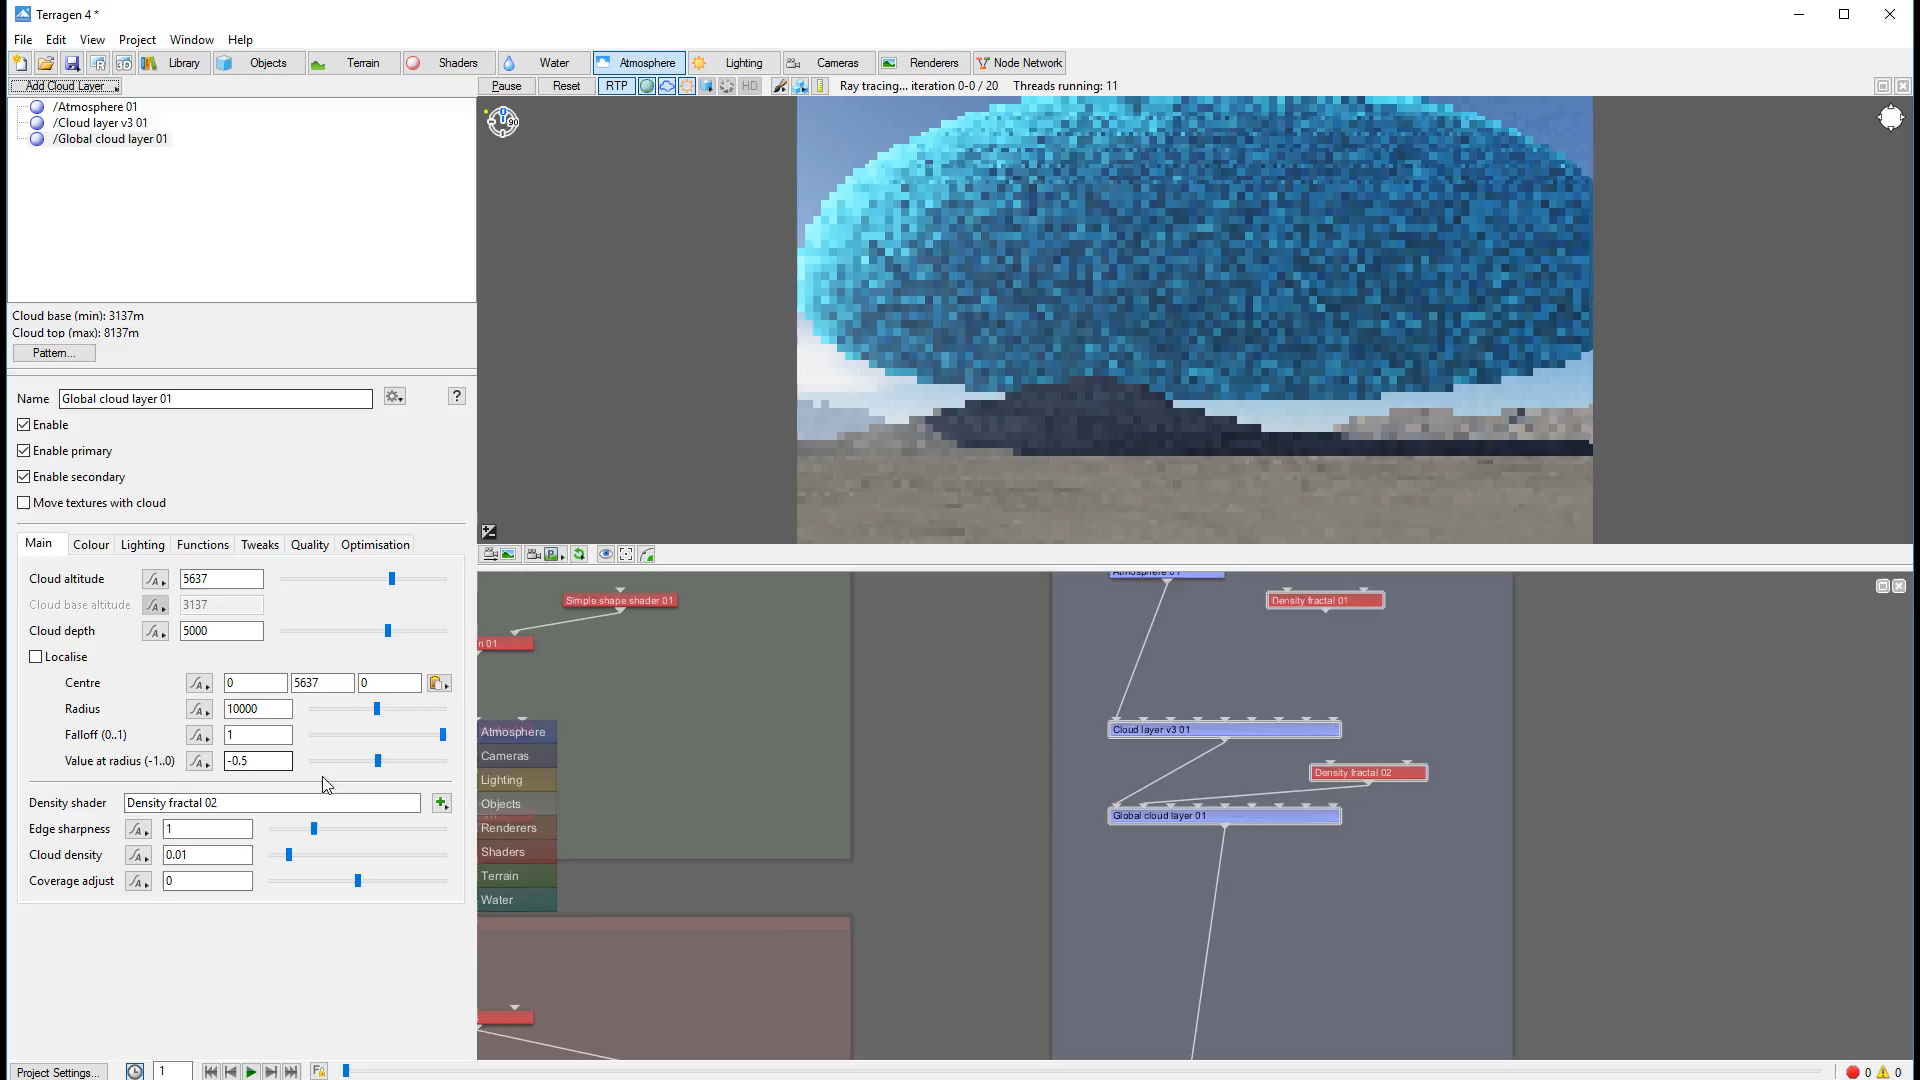 Terragen 4 *
File Edit View Project Window Help
Library Objects Terrain Shaders Water Atmosphere Lighting Cameras Renderers Node Network
Add Cloud Layer
Pause Reset RTP HD Ray tracing... iteration 0-0 / 20 Threads running: 11
/Atmosphere 01
/Cloud layer v3 01
/Global cloud layer 01
Cloud base (min): 3137m
Cloud top (max): 8137m
Pattern...
Name Global cloud layer 01 ?
Enable
Enable primary
Enable secondary
Move textures with cloud
Main Colour Lighting Functions Tweaks Quality Optimisation
Cloud altitude 5637
Cloud base altitude 3137
Cloud depth 5000
Localise
Centre 0 5637 0
Radius 10000
Falloff (0..1) 1
Value at radius (-1..0) -0.5
Density shader Density fractal 02
Edge sharpness 1
Cloud density 0.01
Coverage adjust 0
Atmosphere 01
Simple shape shader 01
Density fractal 01
n 01
Cloud layer v3 01
Density fractal 02
Global cloud layer 01
Atmosphere
Cameras
Lighting
Objects
Renderers
Shaders
Terrain
Water
Project Settings... 1 0 0